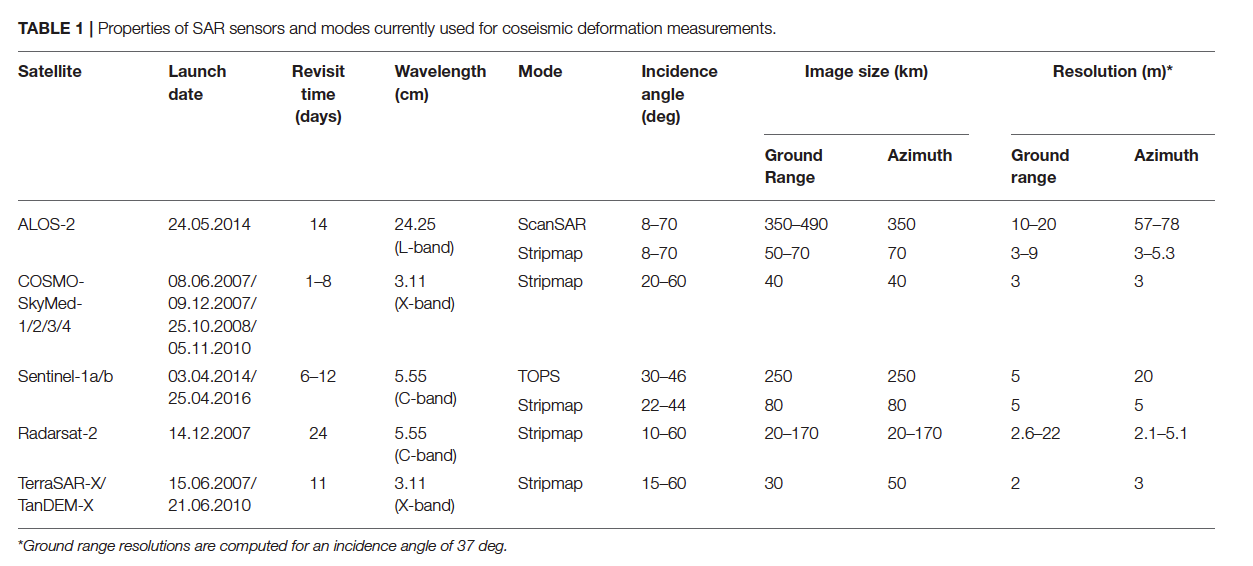 TABLE 1 | Properties of SAR sensors and modes currently used for coseismic deformation measurements.
Satellite Launch date Revisit time (days) Wavelength (cm) Mode Incidence angle (deg) Image size (km) Resolution (m)*
Ground Range Azimuth Ground range Azimuth
ALOS-2 24.05.2014 14 24.25 (L-band) ScanSAR 8–70 350–490 350 10–20 57–78
Stripmap 8–70 50–70 70 3–9 3–5.3
COSMO-SkyMed-1/2/3/4 08.06.2007/ 09.12.2007/ 25.10.2008/ 05.11.2010 1–8 3.11 (X-band) Stripmap 20–60 40 40 3 3
Sentinel-1a/b 03.04.2014/ 25.04.2016 6–12 5.55 (C-band) TOPS 30–46 250 250 5 20
Stripmap 22–44 80 80 5 5
Radarsat-2 14.12.2007 24 5.55 (C-band) Stripmap 10–60 20–170 20–170 2.6–22 2.1–5.1
TerraSAR-X/ TanDEM-X 15.06.2007/ 21.06.2010 11 3.11 (X-band) Stripmap 15–60 30 50 2 3
*Ground range resolutions are computed for an incidence angle of 37 deg.